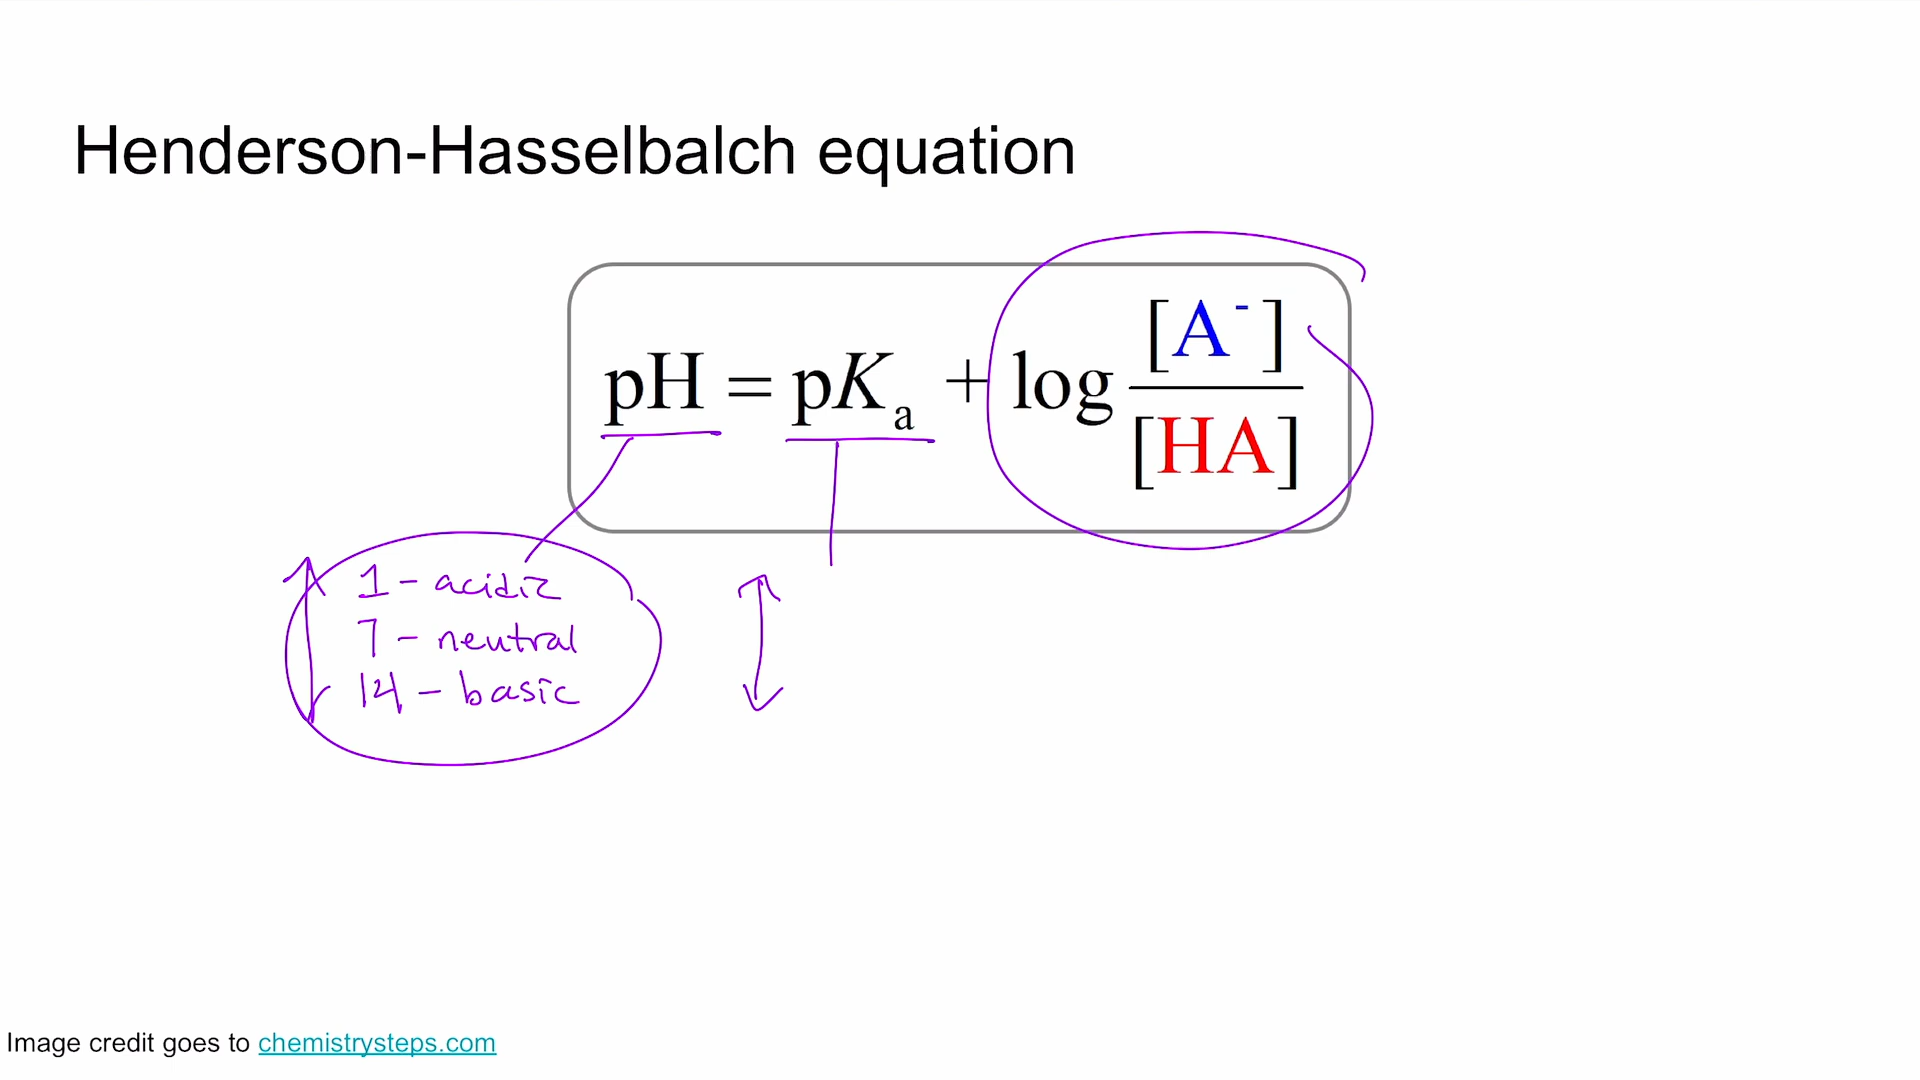 Henderson-Hasselbalch equation
pH = pKₐ + log [A⁻] / [HA]
1 - acidic
7 - neutral
14 - basic
Image credit goes to chemistrysteps.com